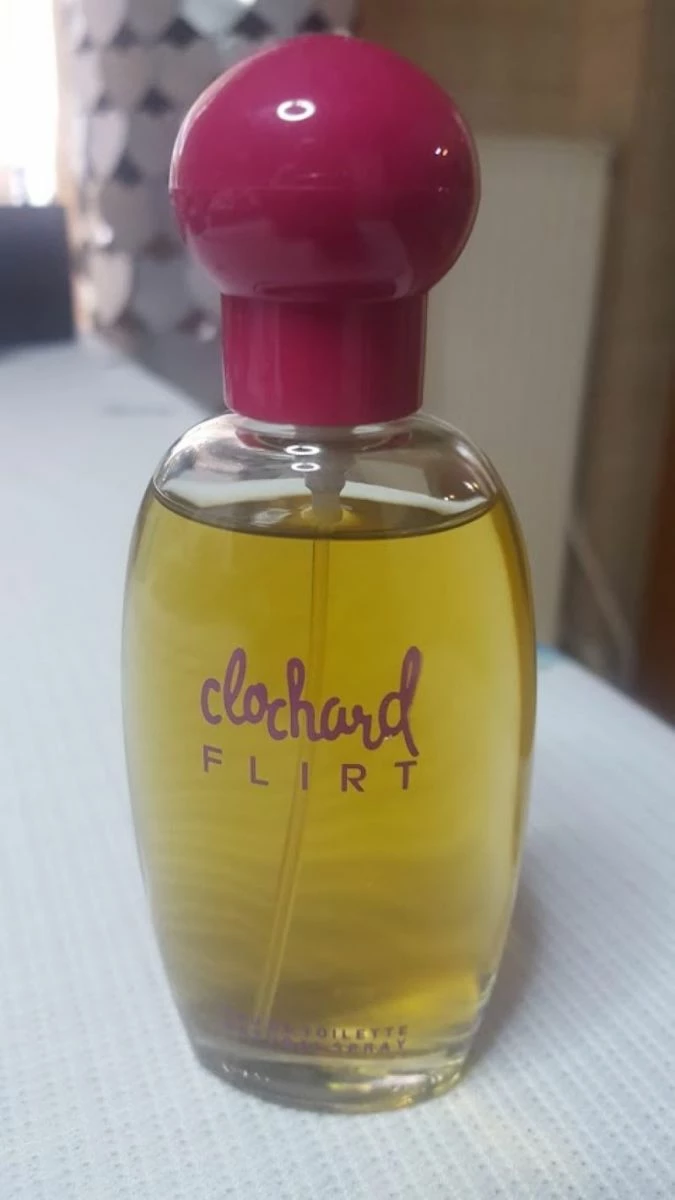 clochard
FLIRT
TOILETTE
SPRAY